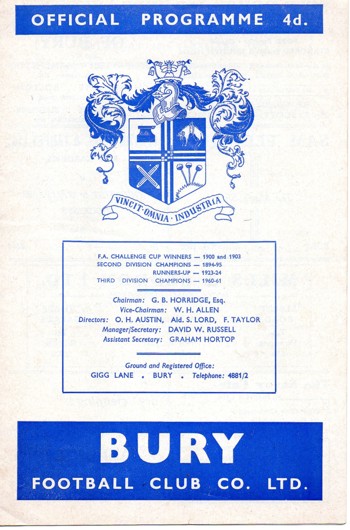 OFFICIAL PROGRAMME 4d.
VINCIT·OMNIA·INDUSTRIA
F.A. CHALLENGE CUP WINNERS — 1900 and 1903
SECOND DIVISION CHAMPIONS — 1894-95
RUNNERS-UP — 1923-24
THIRD DIVISION CHAMPIONS — 1960-61
Chairman: G. B. HORRIDGE, Esq.
Vice-Chairman: W. H. ALLEN
Directors: O. H. AUSTIN, Ald. S. LORD, F. TAYLOR
Manager/Secretary: DAVID W. RUSSELL
Assistant Secretary: GRAHAM HORTOP
Ground and Registered Office:
GIGG LANE . BURY . Telephone: 4881/2
BURY
FOOTBALL CLUB CO. LTD.